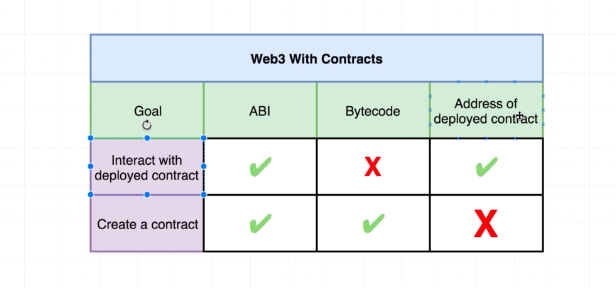 Web3 With Contracts
Goal
ABI
Bytecode
Address of
deployed contract
Interact with
deployed contract
✔
X
✔
Create a contract
✔
✔
X